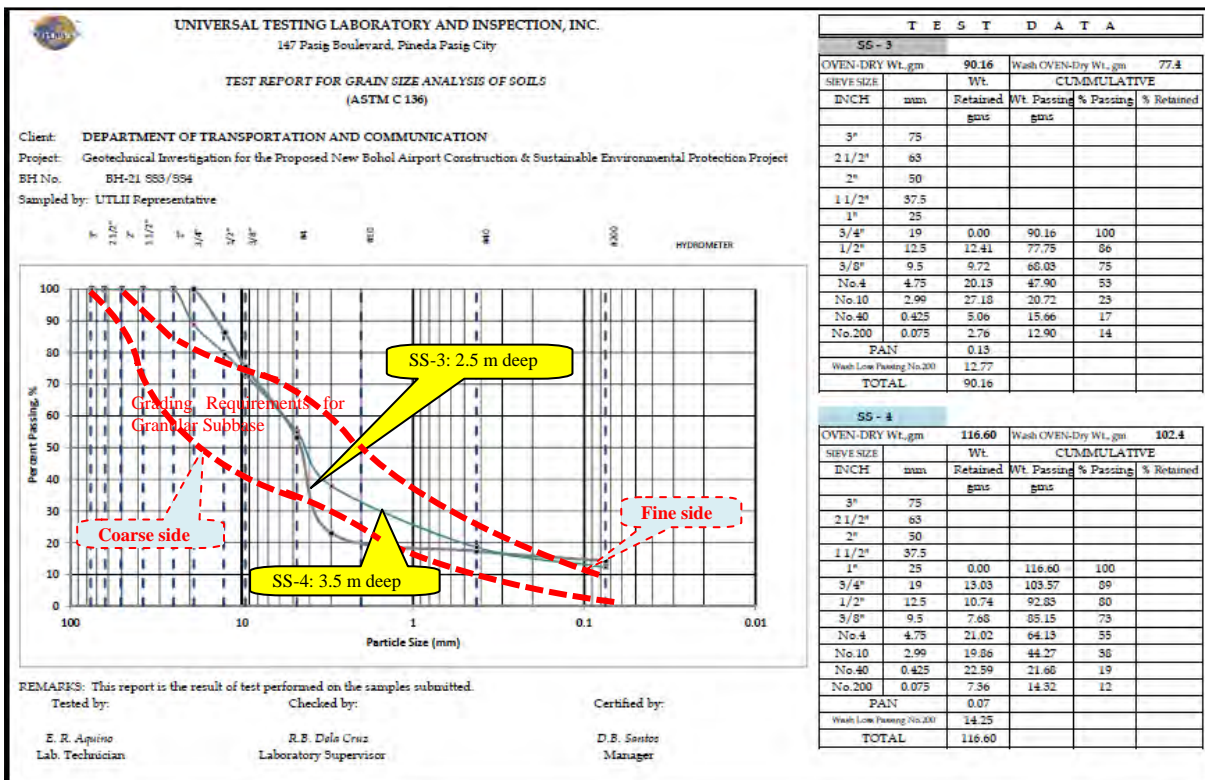 UNIVERSAL TESTING LABORATORY AND INSPECTION, INC.
147 Pasig Boulevard, Pineda Pasig City
TEST REPORT FOR GRAIN SIZE ANALYSIS OF SOILS
(ASTM C 136)
Client: DEPARTMENT OF TRANSPORTATION AND COMMUNICATION
Project: Geotechnical Investigation for the Proposed New Bohol Airport Construction & Sustainable Environmental Protection Project
BH No. BH-21 SS3/SS4
Sampled by: UTLII Representative
3" 2 1/2" 2" 1 1/2" 1" 3/4" 1/2" 3/8" #4 #10 #40 #200 HYDROMETER
100
90
80
70
60
50
40
30
20
10
0
Percent Passing, %
SS-3: 2.5 m deep
Grading Requirements for
Granular Subbase
Coarse side
Fine side
SS-4: 3.5 m deep
100 10 1 0.1 0.01
Particle Size (mm)
REMARKS: This report is the result of test performed on the samples submitted.
Tested by: Checked by: Certified by:
E. R. Aquino R.B. Dela Cruz D.B. Santos
Lab. Technician Laboratory Supervisor Manager
T E S T D A T A
SS - 3
OVEN-DRY Wt.,gm 90.16 Wash OVEN-Dry Wt., gm 77.4
SIEVE SIZE Wt. CUMMULATIVE
INCH mm Retained Wt. Passing % Passing % Retained
gms gms
3" 75
2 1/2" 63
2" 50
1 1/2" 37.5
1" 25
3/4" 19 0.00 90.16 100
1/2" 12.5 12.41 77.75 86
3/8" 9.5 9.72 68.03 75
No.4 4.75 20.13 47.90 53
No.10 2.99 27.18 20.72 23
No.40 0.425 5.06 15.66 17
No.200 0.075 2.76 12.90 14
PAN 0.13
Wash Loss Passing No.200 12.77
TOTAL 90.16
SS - 4
OVEN-DRY Wt.,gm 116.60 Wash OVEN-Dry Wt., gm 102.4
SIEVE SIZE Wt. CUMMULATIVE
INCH mm Retained Wt. Passing % Passing % Retained
gms gms
3" 75
2 1/2" 63
2" 50
1 1/2" 37.5
1" 25 0.00 116.60 100
3/4" 19 13.03 103.57 89
1/2" 12.5 10.74 92.83 80
3/8" 9.5 7.68 85.15 73
No.4 4.75 21.02 64.13 55
No.10 2.99 19.86 44.27 38
No.40 0.425 22.59 21.68 19
No.200 0.075 7.36 14.32 12
PAN 0.07
Wash Loss Passing No.200 14.25
TOTAL 116.60